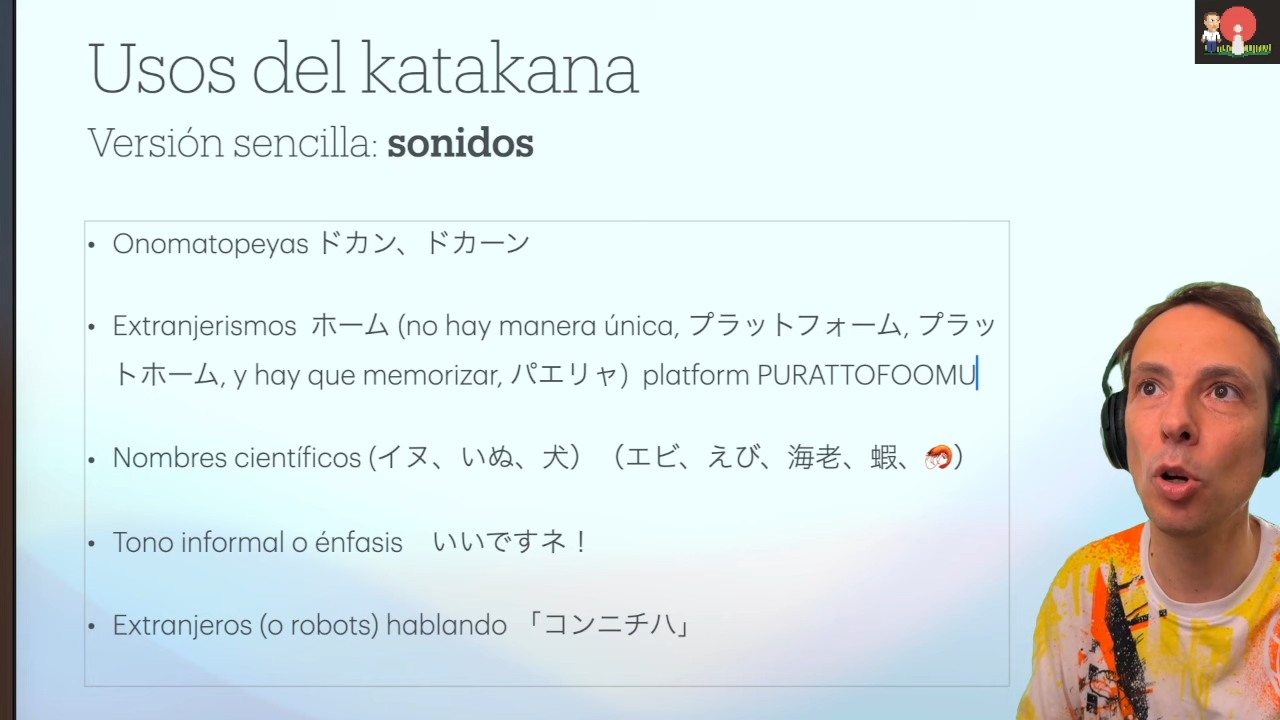 Usos del katakana
Versión sencilla: sonidos
• Onomatopeyas ドカン、ドカーン
• Extranjerismos ホーム (no hay manera única, プラットフォーム, プラッ
トホーム, y hay que memorizar, パエリャ) platform PURATTOFOOMU
• Nombres científicos (イヌ、いぬ、犬）（エビ、えび、海老、蝦、🦐）
• Tono informal o énfasis　いいですネ！
• Extranjeros (o robots) hablando 「コンニチハ」